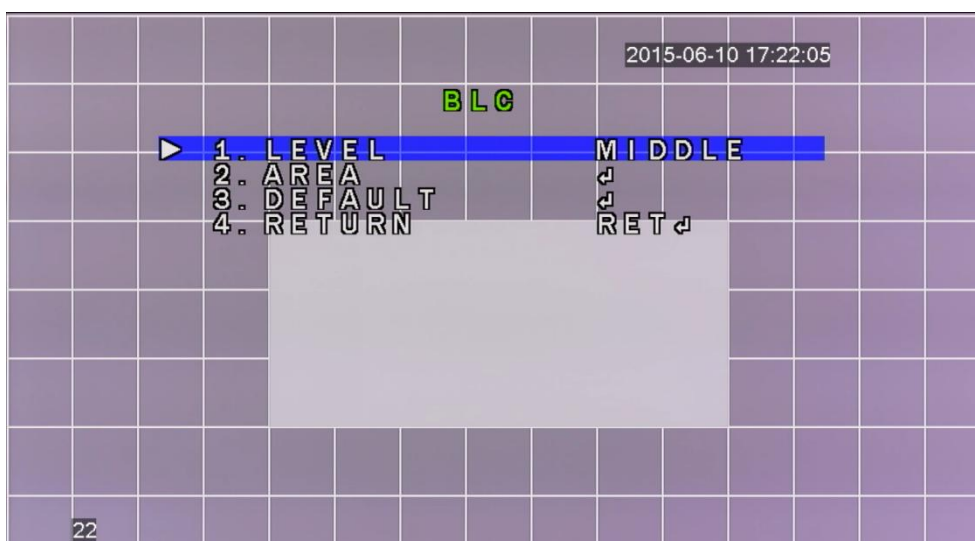 2015-06-10 17:22:05
BLC
1. LEVEL MIDDLE
2. AREA ↲
3. DEFAULT ↲
4. RETURN RET↲
22